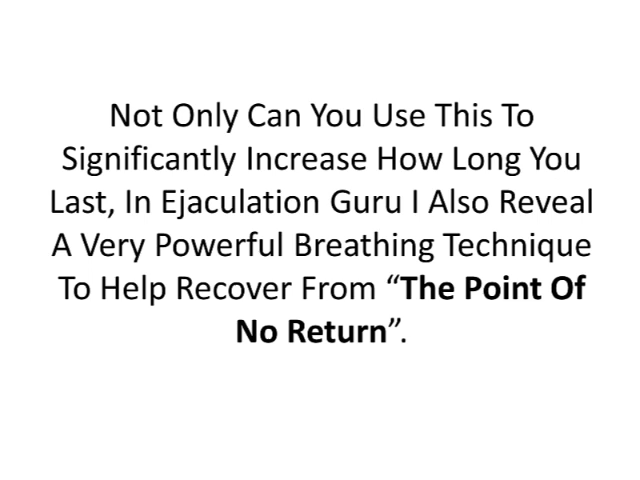 Not Only Can You Use This To
Significantly Increase How Long You
Last, In Ejaculation Guru I Also Reveal
A Very Powerful Breathing Technique
To Help Recover From “The Point Of
No Return”.